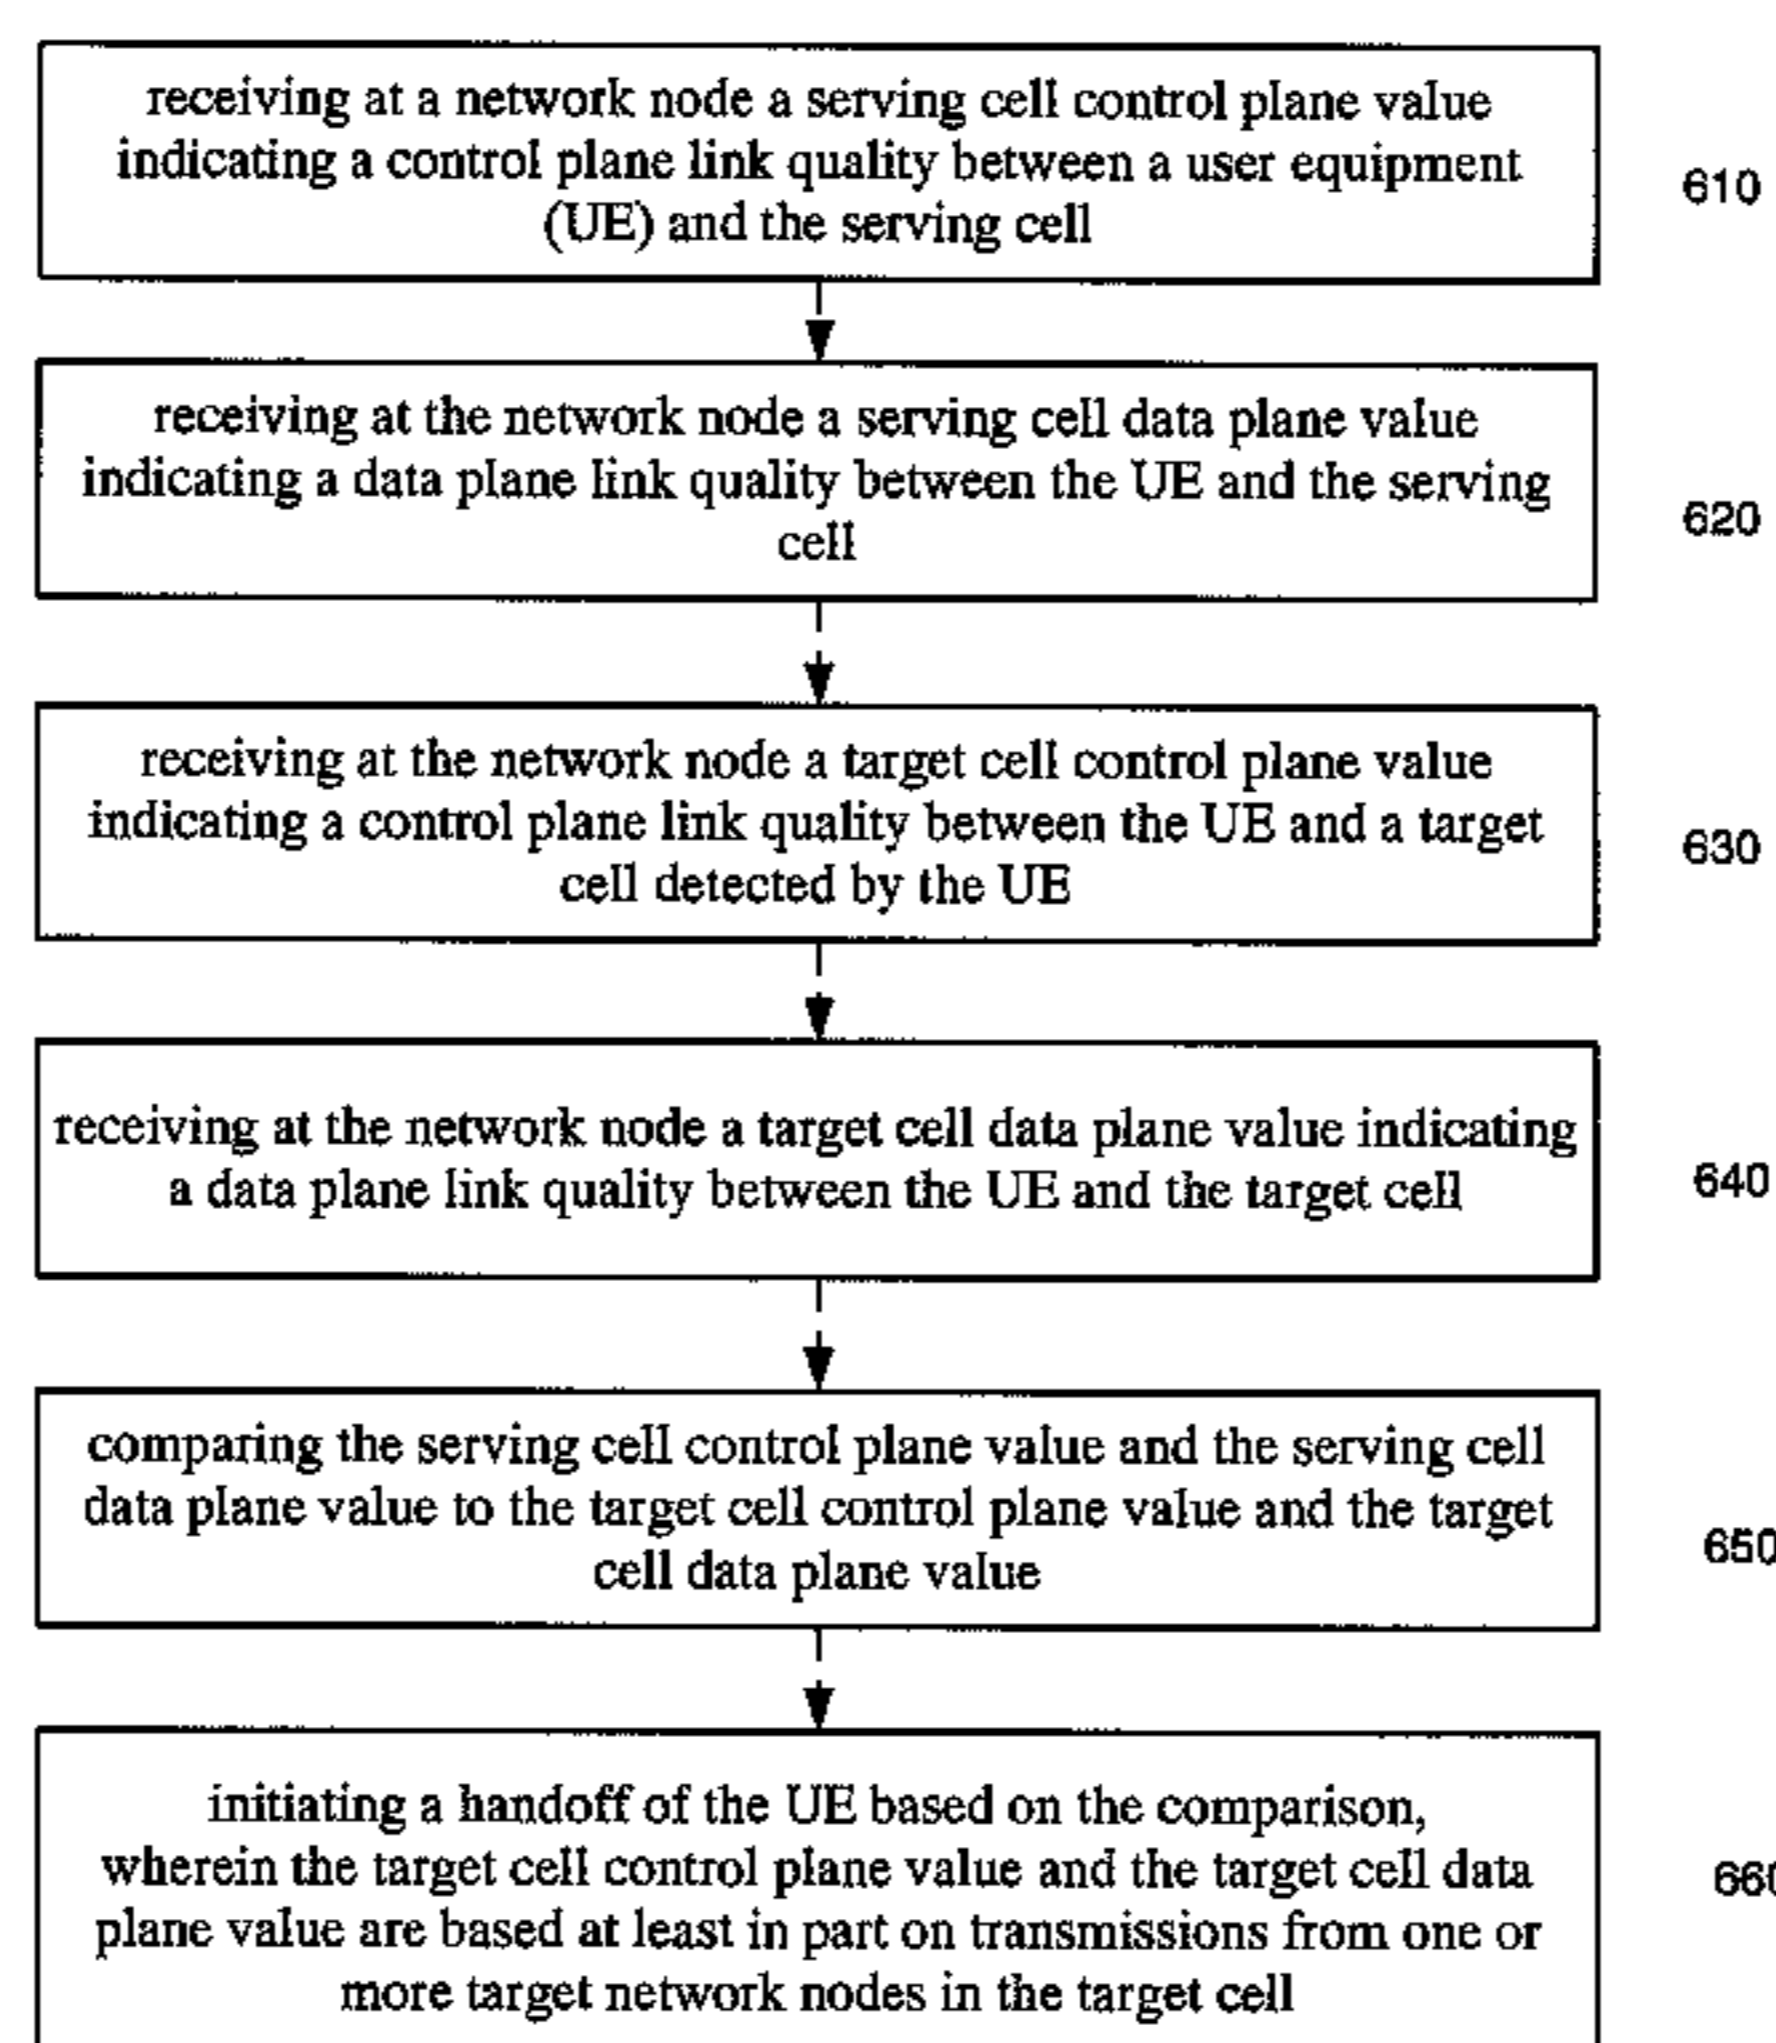 receiving at a network node a serving cell control plane value
indicating a control plane link quality between a user equipment
(UE) and the serving cell
610
receiving at the network node a serving cell data plane value
indicating a data plane link quality between the UE and the serving
cell
620
receiving at the network node a target cell control plane value
indicating a control plane link quality between the UE and a target
cell detected by the UE
630
receiving at the network node a target cell data plane value indicating
a data plane link quality between the UE and the target cell
640
comparing the serving cell control plane value and the serving cell
data plane value to the target cell control plane value and the target
cell data plane value
650
initiating a handoff of the UE based on the comparison,
wherein the target cell control plane value and the target cell data
plane value are based at least in part on transmissions from one or
more target network nodes in the target cell
660